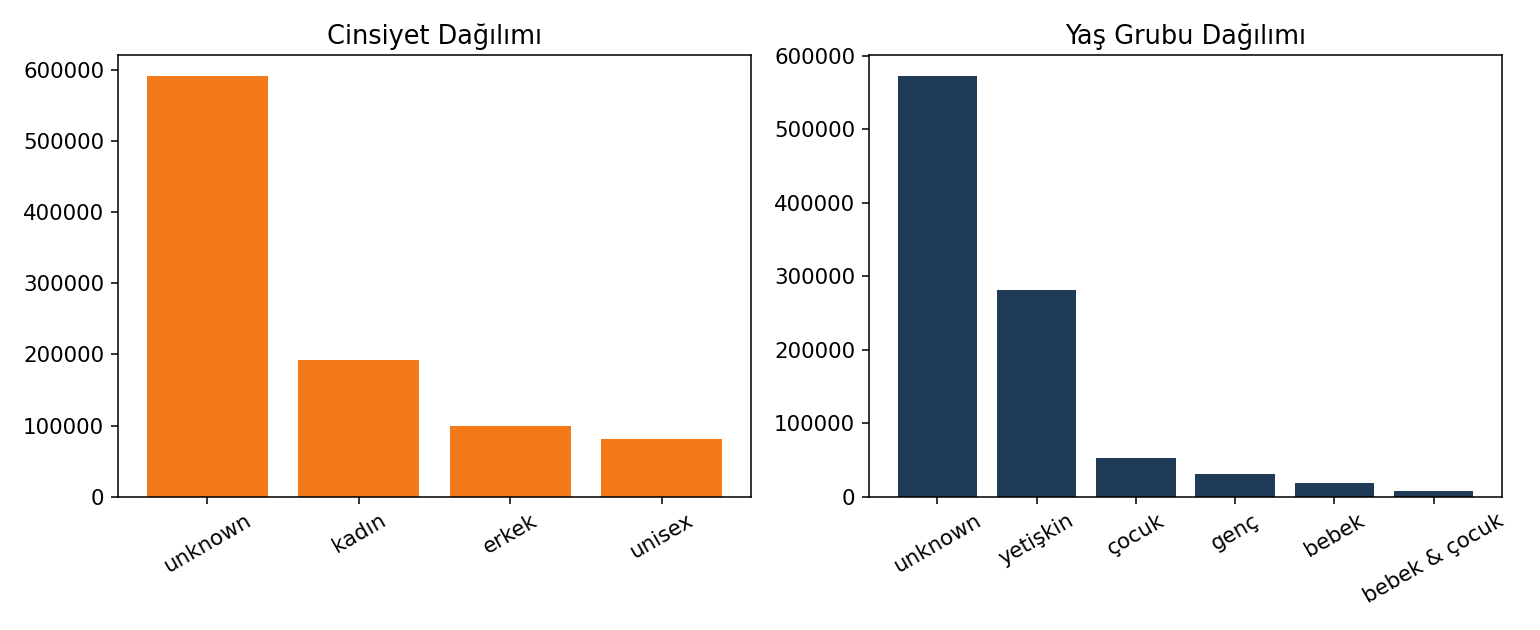 Cinsiyet Dağılımı
600000
500000
400000
300000
200000
100000
0
unknown
kadın
erkek
unisex
Yaş Grubu Dağılımı
600000
500000
400000
300000
200000
100000
0
unknown
yetişkin
çocuk
genç
bebek
bebek & çocuk